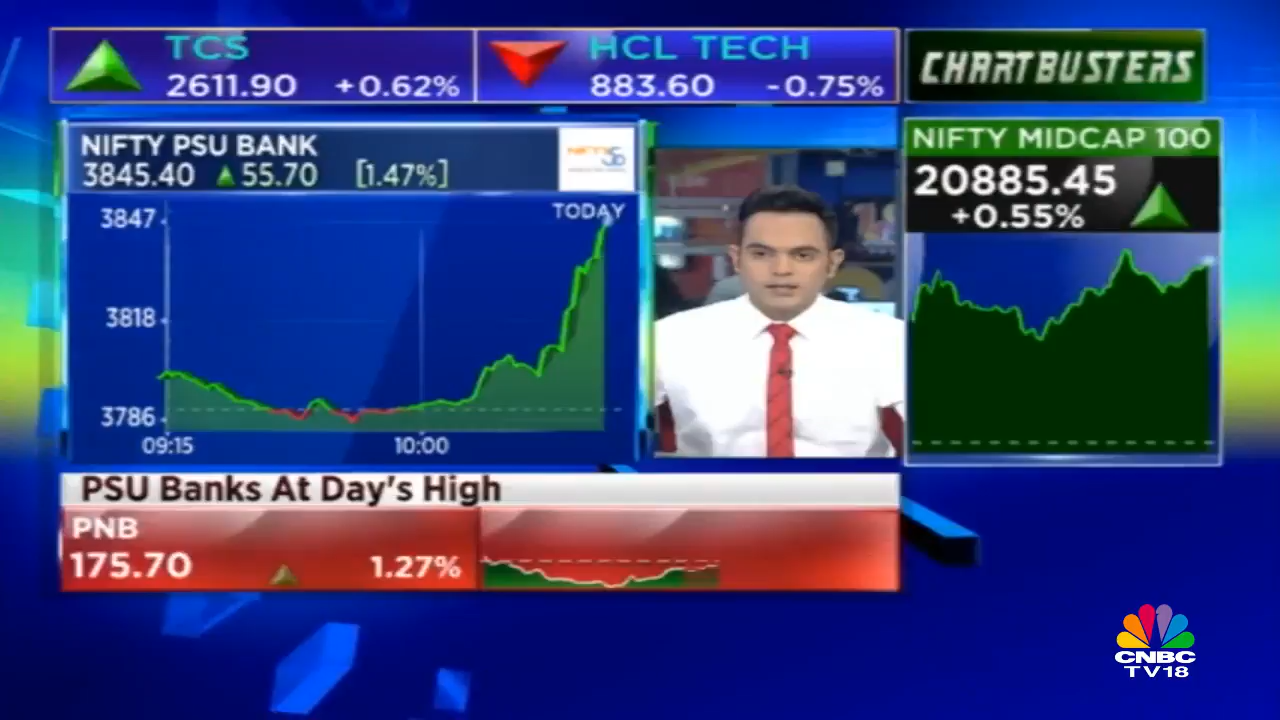 TCS
2611.90 +0.62%
HCL TECH
883.60 -0.75%
CHARTBUSTERS
NIFTY PSU BANK
3845.40 55.70 [1.47%]
TODAY
3847
3818
3786
09:15 10:00
NIFTY MIDCAP 100
20885.45
+0.55%
PSU Banks At Day's High
PNB
175.70 1.27%
CNBC
TV18